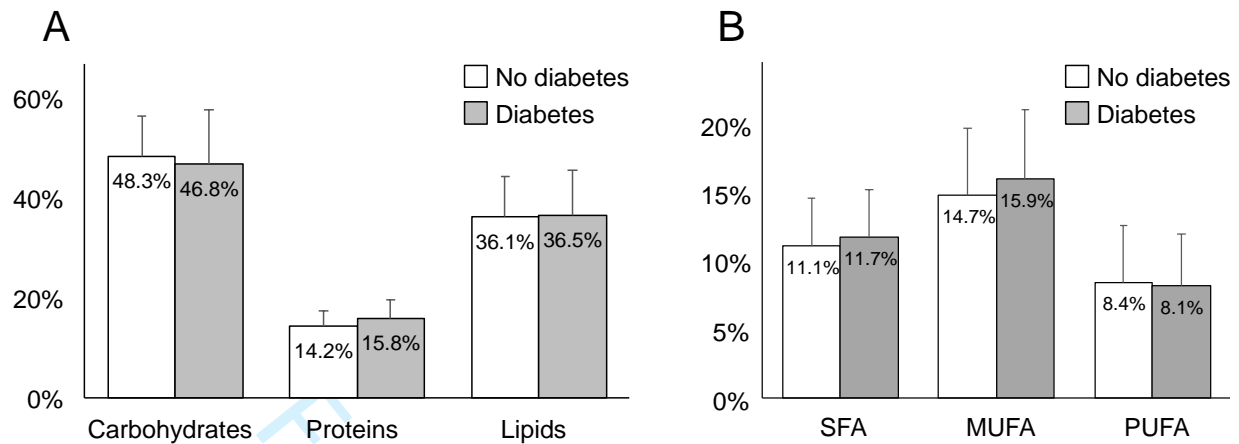 A
B
No diabetes
Diabetes
60%
40%
20%
0%
48.3%
46.8%
14.2%
15.8%
36.1%
36.5%
Carbohydrates
Proteins
Lipids
No diabetes
Diabetes
20%
15%
10%
5%
0%
11.1%
11.7%
14.7%
15.9%
8.4%
8.1%
SFA
MUFA
PUFA